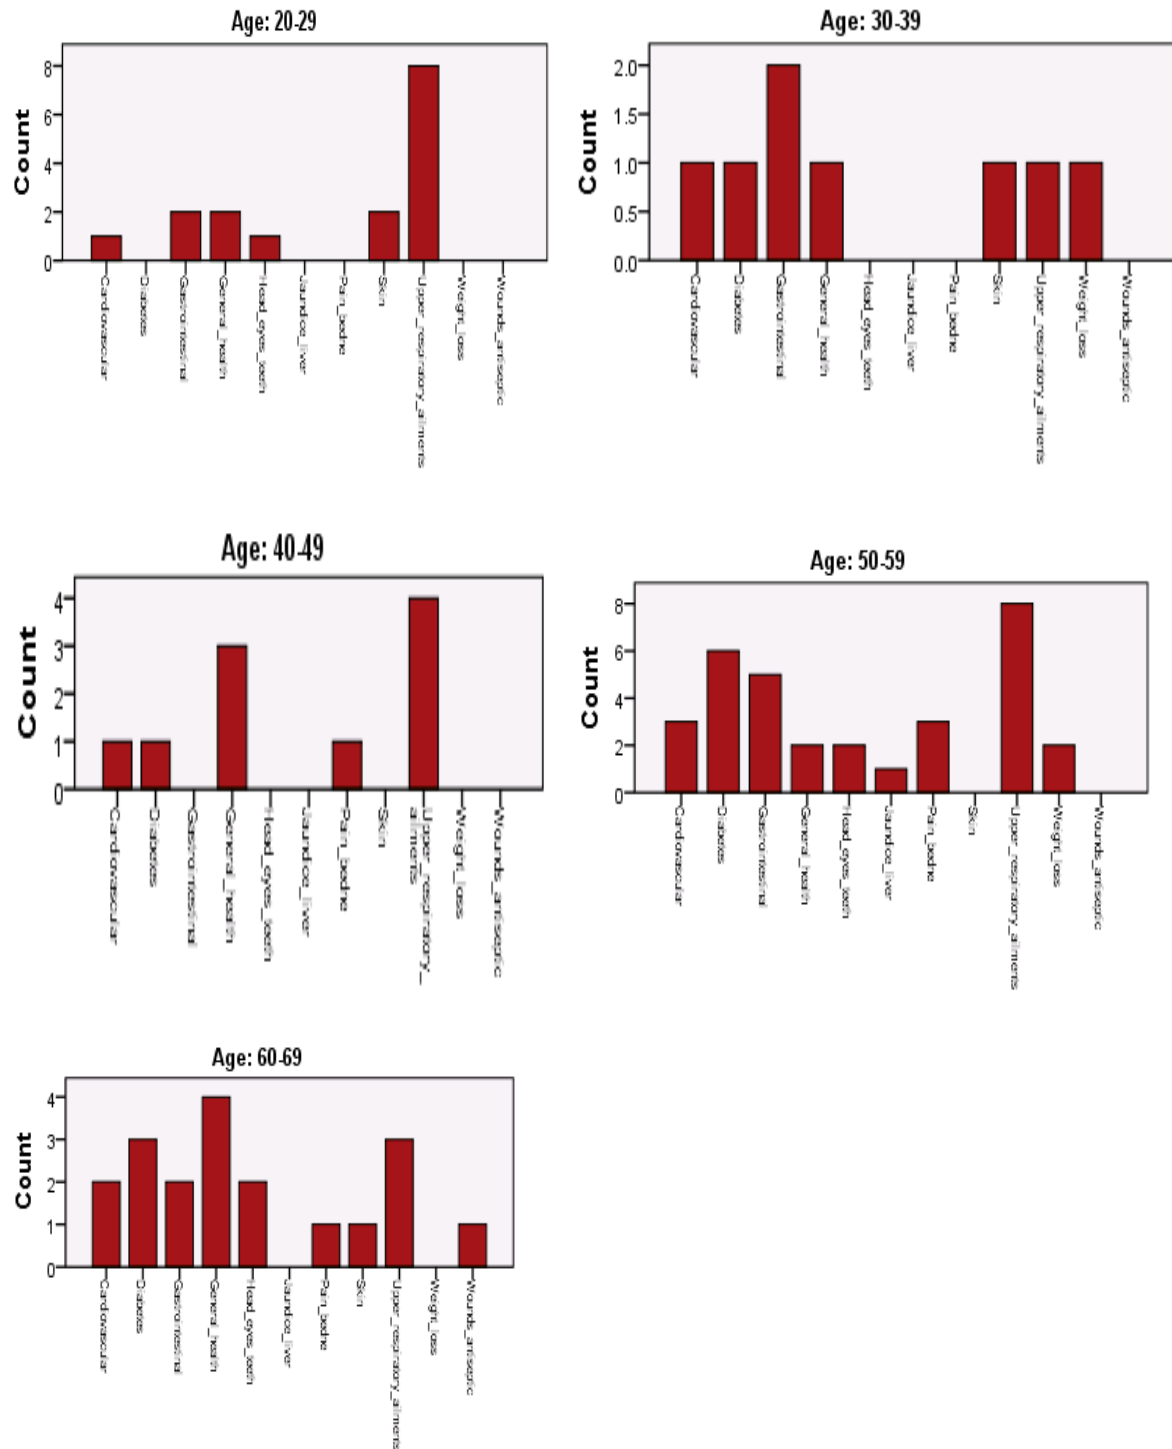 Age: 20-29
Count
8
6
4
2
0
Cardiovascular
Diabetes
Gastrointestinal
General_health
Head_eyes_teeth
Jaundice_liver
Skin
Upper_respiratory_ailments
Weight_loss
Wounds_antiseptic
Age: 30-39
Count
2.0
1.5
1.0
0.5
0.0
Cardiovascular
Diabetes
Gastrointestinal
General_health
Head_eyes_teeth
Jaundice_liver
Skin
Upper_respiratory_ailments
Weight_loss
Wounds_antiseptic
Age: 40-49
Count
4
3
2
1
0
Cardiovascular
Diabetes
Gastrointestinal
General_health
Head_eyes_teeth
Jaundice_liver
Skin
Upper_respiratory_
ailments
Weight_loss
Wounds_antiseptic
Age: 50-59
Count
8
6
4
2
0
Cardiovascular
Diabetes
Gastrointestinal
General_health
Head_eyes_teeth
Jaundice_liver
Skin
Upper_respiratory_ailments
Weight_loss
Wounds_antiseptic
Age: 60-69
Count
4
3
2
1
0
Cardiovascular
Diabetes
Gastrointestinal
General_health
Head_eyes_teeth
Jaundice_liver
Skin
Upper_respiratory_ailments
Weight_loss
Wounds_antiseptic